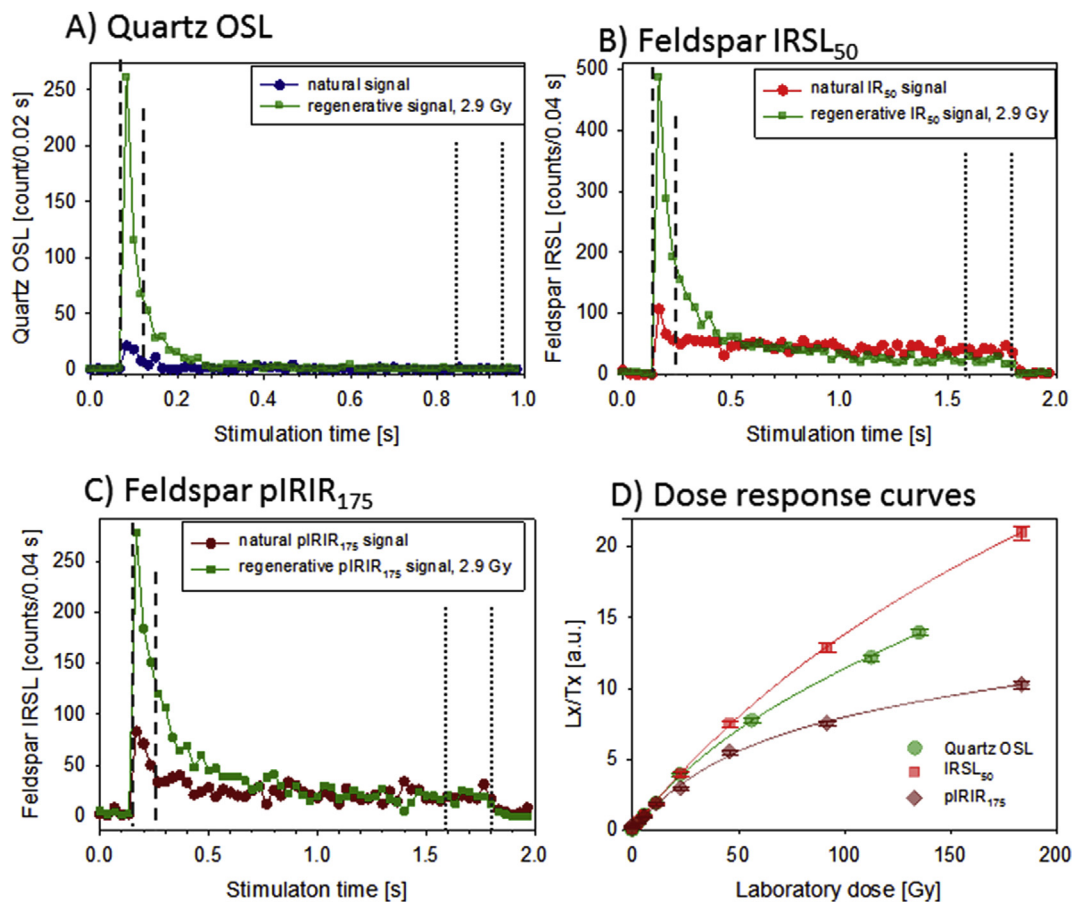 A) Quartz OSL
Quartz OSL [count/0.02 s]
250
200
150
100
50
0
natural signal
regenerative signal, 2.9 Gy
0.0 0.2 0.4 0.6 0.8 1.0
Stimulation time [s]
B) Feldspar IRSL50
Feldspar IRSL [counts/0.04 s]
500
400
300
200
100
0
natural IR50 signal
regenerative IR50 signal, 2.9 Gy
0.0 0.5 1.0 1.5 2.0
Stimulation time [s]
C) Feldspar pIRIR175
Feldspar IRSL [counts/0.04 s]
250
200
150
100
50
0
natural pIRIR175 signal
regenerative pIRIR175 signal, 2.9 Gy
0.0 0.5 1.0 1.5 2.0
Stimulaton time [s]
D) Dose response curves
Lx/Tx [a.u.]
20
15
10
5
0
Quartz OSL
IRSL50
pIRIR175
0 50 100 150 200
Laboratory dose [Gy]